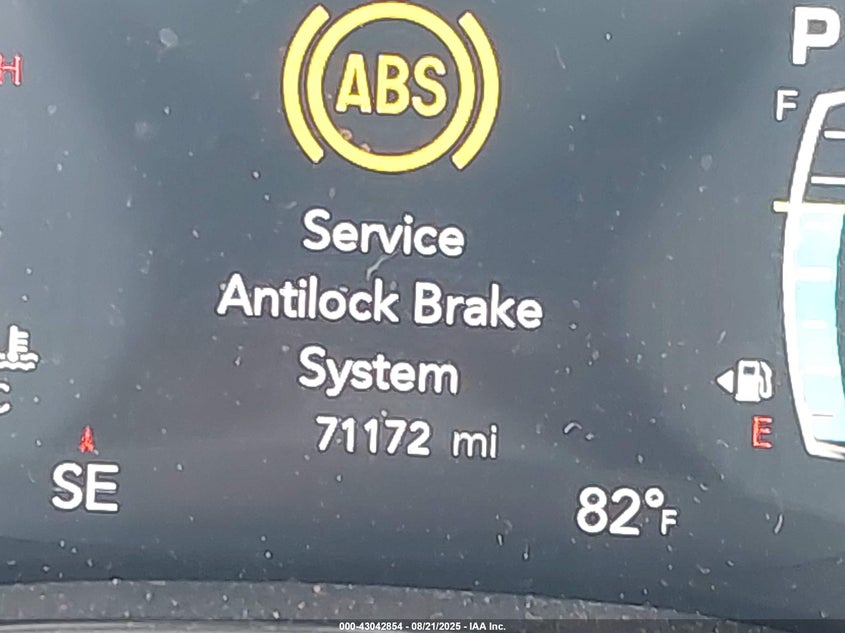 ABS
P
H
F
Service
Antilock Brake
System
E
C
71172 mi
SE
82°F
000-43042854 - 08/21/2025 - IAA Inc.